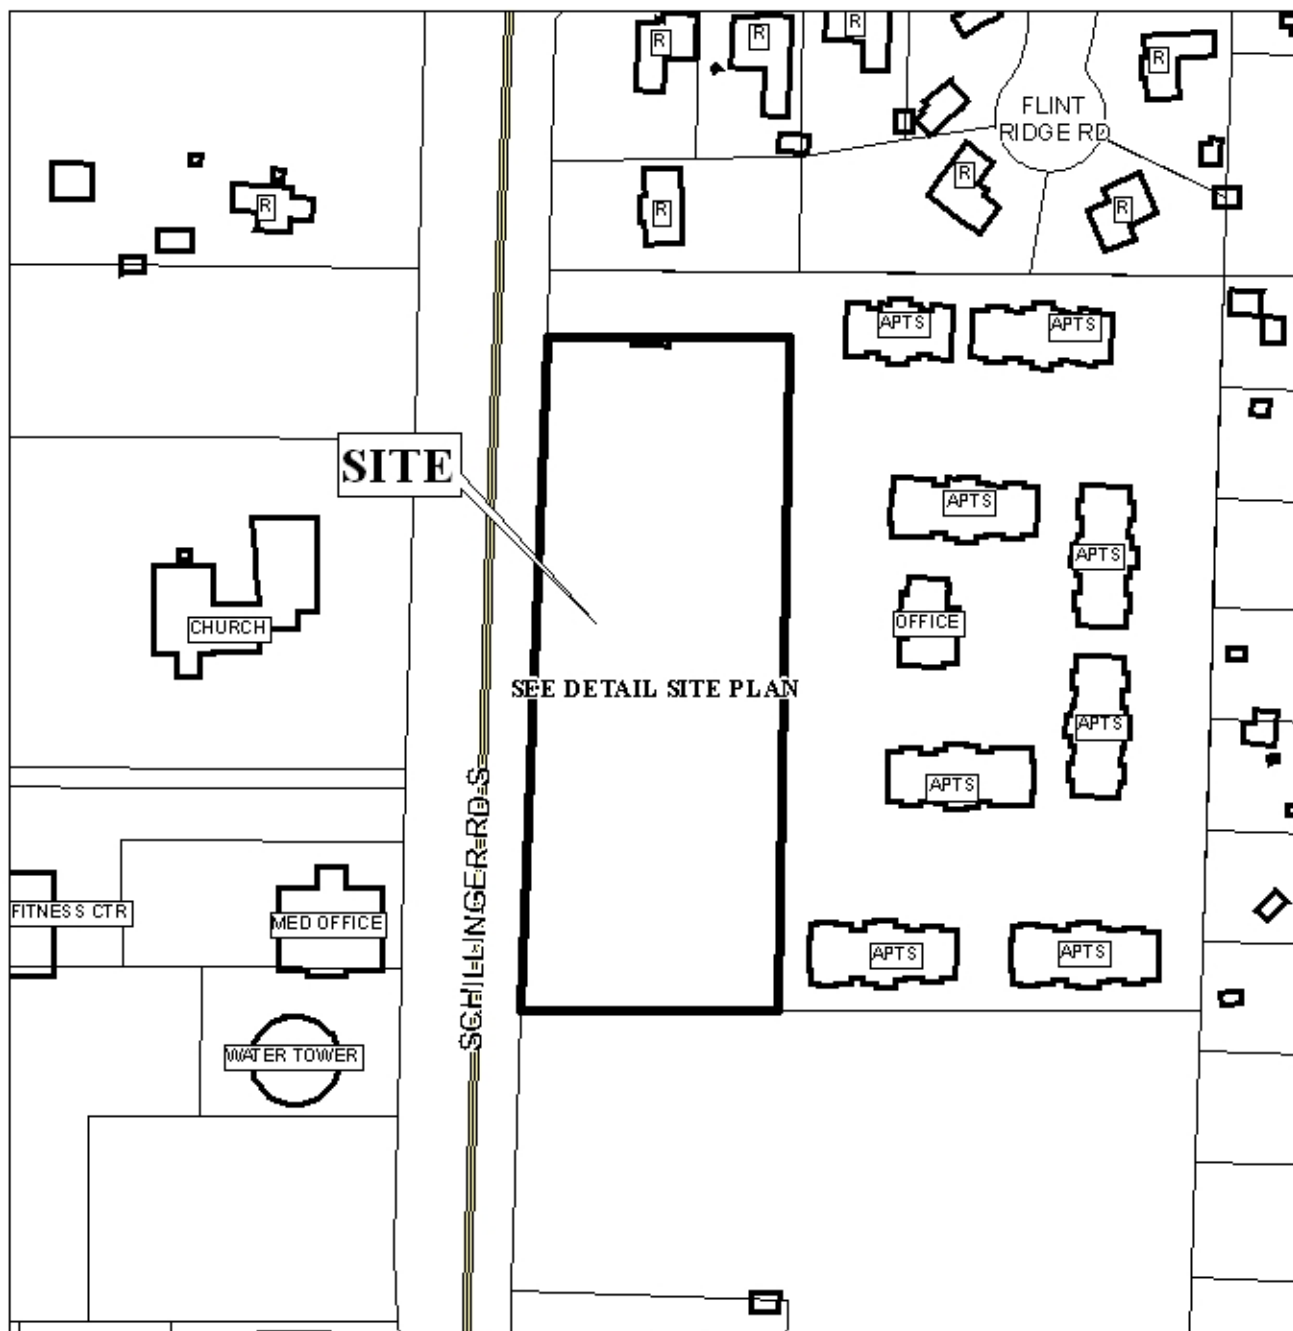 R
R
R
R
FLINT
RIDGE RD
R
R
R
R
APTS
APTS
SITE
APTS
APTS
OFFICE
CHURCH
SEE DETAIL SITE PLAN
APTS
APTS
SCHILLINGER RD S
FITNESS CTR
MED OFFICE
APTS
APTS
WATER TOWER